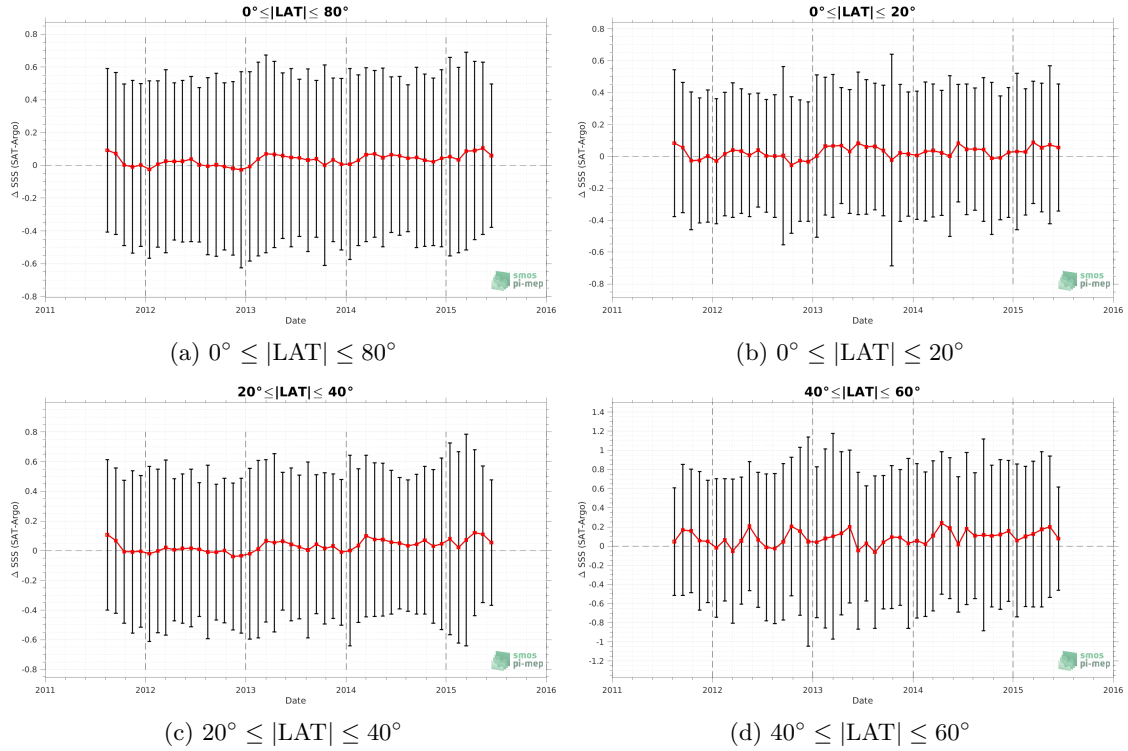 0°≤|LAT|≤ 80°
0.8
0.6
0.4
0.2
0
-0.2
-0.4
-0.6
-0.8
Δ SSS (SAT-Argo)
2011
2012
2013
2014
2015
2016
Date
smos
pi-mep
(a) 0° ≤ |LAT| ≤ 80°
0°≤|LAT|≤ 20°
0.8
0.6
0.4
0.2
0
-0.2
-0.4
-0.6
-0.8
Δ SSS (SAT-Argo)
2011
2012
2013
2014
2015
2016
Date
smos
pi-mep
(b) 0° ≤ |LAT| ≤ 20°
20°≤|LAT|≤ 40°
0.8
0.6
0.4
0.2
0
-0.2
-0.4
-0.6
-0.8
Δ SSS (SAT-Argo)
2011
2012
2013
2014
2015
2016
Date
smos
pi-mep
(c) 20° ≤ |LAT| ≤ 40°
40°≤|LAT|≤ 60°
1.4
1.2
1
0.8
0.6
0.4
0.2
0
-0.2
-0.4
-0.6
-0.8
-1
-1.2
Δ SSS (SAT-Argo)
2011
2012
2013
2014
2015
2016
Date
smos
pi-mep
(d) 40° ≤ |LAT| ≤ 60°